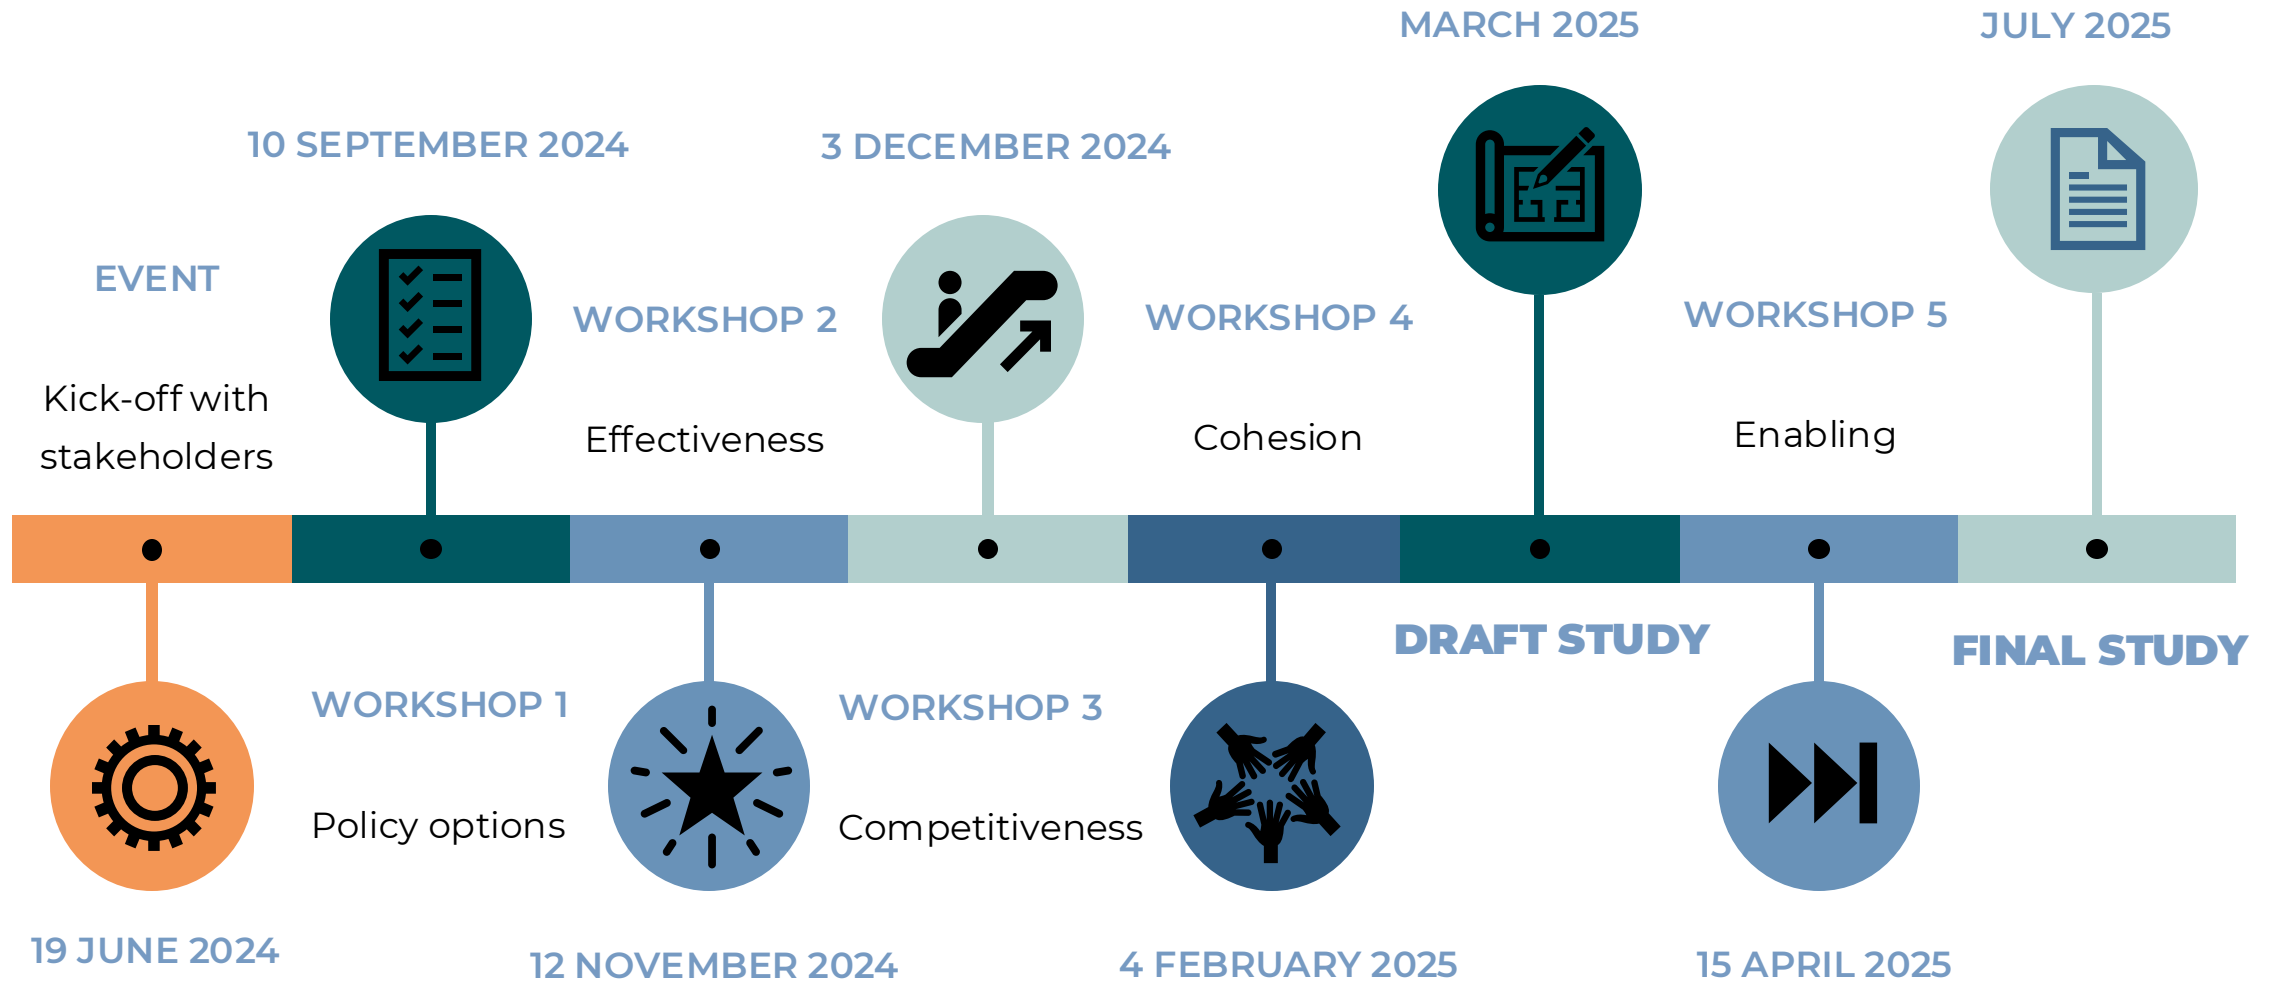 EVENT
Kick-off with
stakeholders
19 JUNE 2024
10 SEPTEMBER 2024
WORKSHOP 1
Policy options
WORKSHOP 2
Effectiveness
12 NOVEMBER 2024
3 DECEMBER 2024
WORKSHOP 3
Competitiveness
WORKSHOP 4
Cohesion
4 FEBRUARY 2025
MARCH 2025
DRAFT STUDY
WORKSHOP 5
Enabling
15 APRIL 2025
JULY 2025
FINAL STUDY